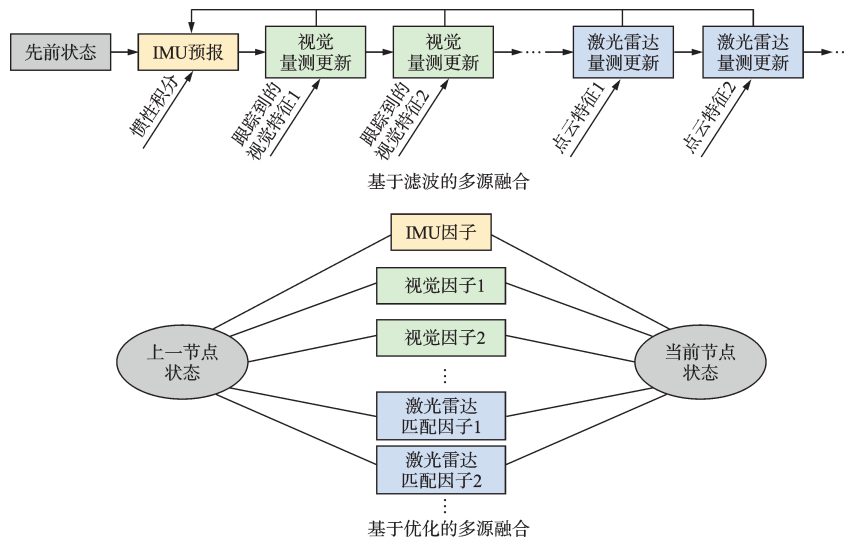 先前状态
IMU预报
视觉
量测更新
视觉
量测更新
···
激光雷达
量测更新
激光雷达
量测更新
··
惯性积分
跟踪到的
视觉特征1
跟踪到的
视觉特征2
点云特征1
点云特征2
基于滤波的多源融合
IMU因子
视觉因子1
视觉因子2
上一节点
状态
当前节点
状态
⋮
激光雷达
匹配因子1
激光雷达
匹配因子2
⋮
基于优化的多源融合